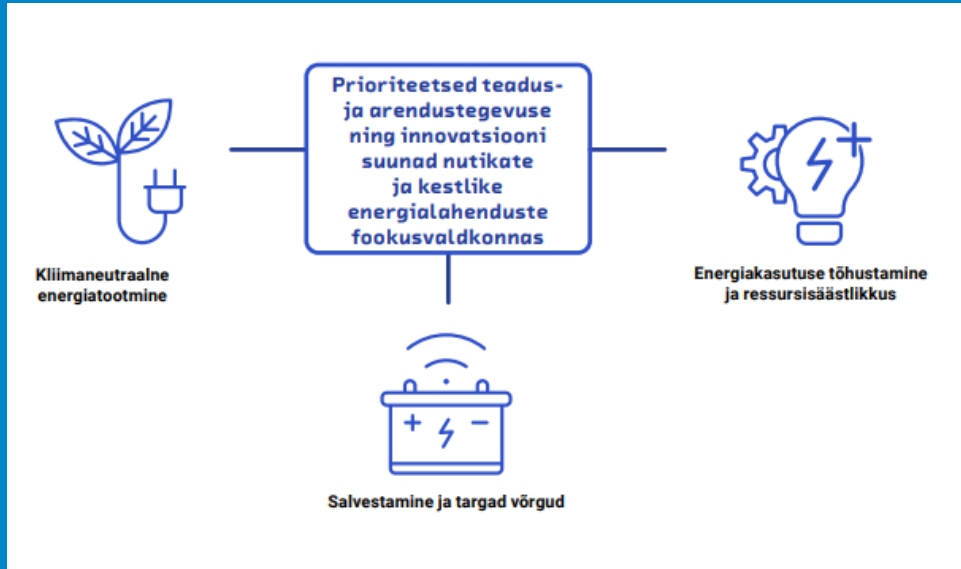 Prioriteetsed teadus-
ja arendustegevuse
ning innovatsiooni
suunad nutikate
ja kestlike
energialahenduste
fookusvaldkonnas
Kliimaneutraalne
energiatootmine
Energiakasutuse tõhustamine
ja ressursisäästlikkus
Salvestamine ja targad võrgud